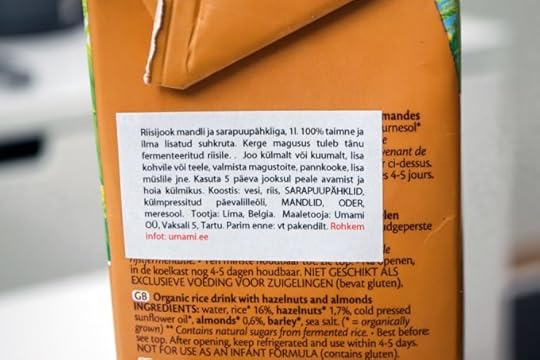 Riisijook mandli ja sarapuupähkliga, 1l. 100% taimne ja
ilma lisatud suhkruta. Kerge magusus tuleb tänu
fermenteeritud riisile. . Joo külmalt või kuumalt, lisa
kohvile või teele, valmista magustoite, pannkooke, lisa
müslile jne. Kasuta 5 päeva jooksul peale avamist ja
hoia külmikus. Koostis: vesi, riis, SARAPUUPÄHKLID,
külmpressitud päevalilleõli, MANDLID, ODER,
meresool. Tootja: Lima, Belgia. Maaletooja: Umami
OÜ, Vaksali 5, Tartu. Parim enne: vt pakendilt. Rohkem
infot: umami.ee
mandes
urnesol*
venant de
r ci-dessus.
es 4-5 jours.
elen
udgeperste
openen,
in de koelkast nog 4-5 dagen houdbaar. NIET GESCHIKT ALS
EXCLUSIEVE VOEDING VOOR ZUIGELINGEN (bevat gluten).
GB Organic rice drink with hazelnuts and almonds
INGREDIENTS: water, rice* 16%, hazelnuts* 1,7%, cold pressed
sunflower oil*, almonds* 0,6%, barley*, sea salt. (* = organically
grown) ** Contains natural sugars from fermented rice. • Best before:
see top. After opening, keep refrigerated and use within 4-5 days.
NOT FOR USE AS AN INFANT FORMULA (contains gluten).